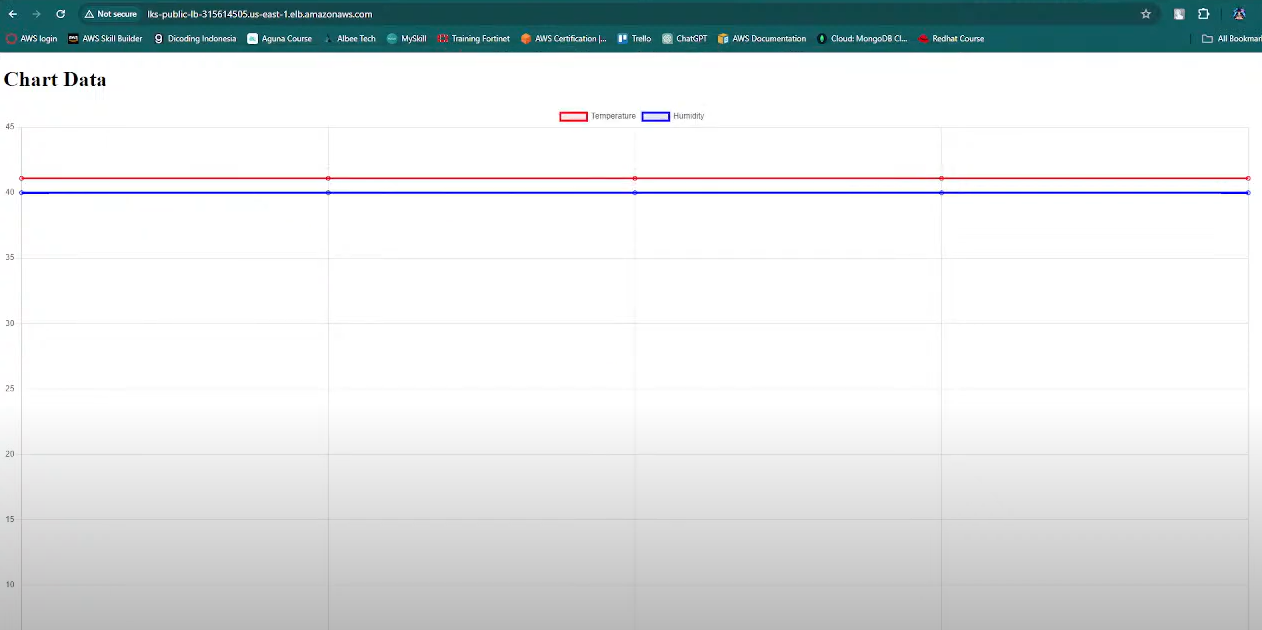 Not secure lks-public-lb-315614505.us-east-1.elb.amazonaws.com
AWS login AWS Skill Builder Dicoding Indonesia Aguna Course Albee Tech MySkill Training Fortinet AWS Certification |... Trello ChatGPT AWS Documentation Cloud: MongoDB Cl... Redhat Course All Bookmar
Chart Data
Temperature Humidity
45
40
35
30
25
20
15
10